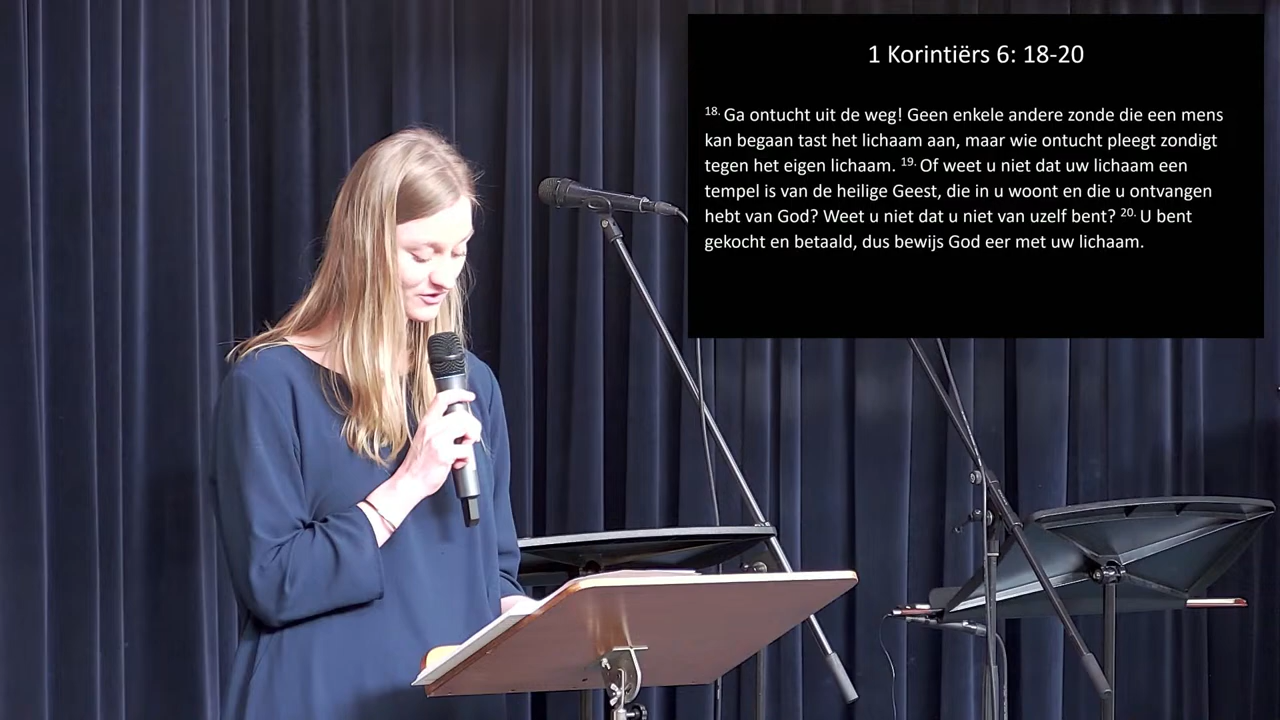 1 Korintiërs 6: 18-20
18. Ga ontucht uit de weg! Geen enkele andere zonde die een mens
kan begaan tast het lichaam aan, maar wie ontucht pleegt zondigt
tegen het eigen lichaam. 19. Of weet u niet dat uw lichaam een
tempel is van de heilige Geest, die in u woont en die u ontvangen
hebt van God? Weet u niet dat u niet van uzelf bent? 20. U bent
gekocht en betaald, dus bewijs God eer met uw lichaam.